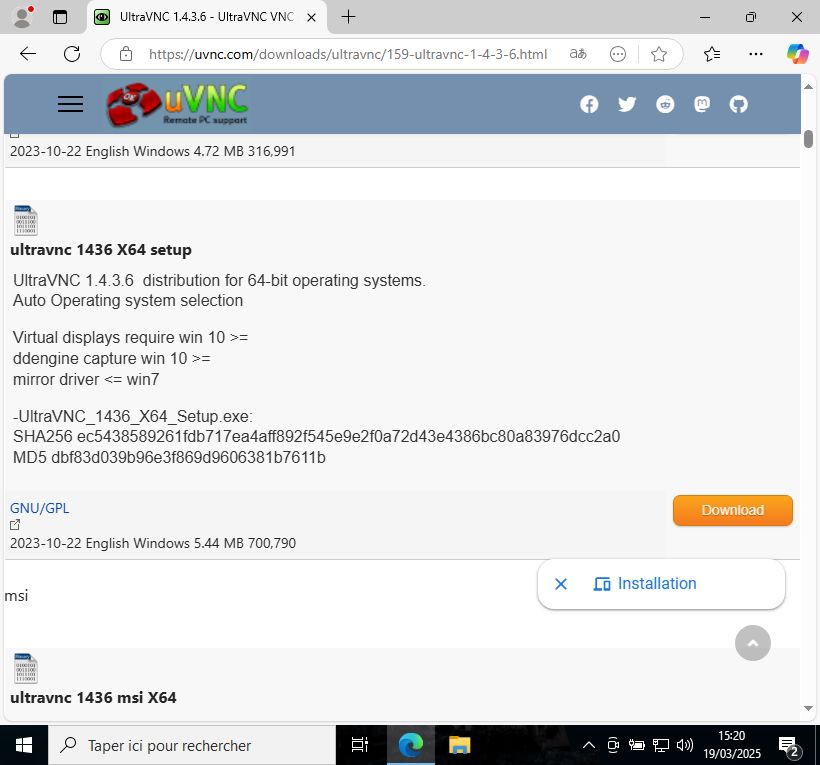 UltraVNC 1.4.3.6 - UltraVNC VNC
https://uvnc.com/downloads/ultravnc/159-ultravnc-1-4-3-6.html
uVNC
Remote PC support
2023-10-22 English Windows 4.72 MB 316,991
ultravnc 1436 X64 setup
UltraVNC 1.4.3.6 distribution for 64-bit operating systems.
Auto Operating system selection
Virtual displays require win 10 >=
ddengine capture win 10 >=
mirror driver <= win7
-UltraVNC_1436_X64_Setup.exe:
SHA256 ec5438589261fdb717ea4aff892f545e9e2f0a72d43e4386bc80a83976dcc2a0
MD5 dbf83d039b96e3f869d9606381b7611b
GNU/GPL
Download
2023-10-22 English Windows 5.44 MB 700,790
Installation
msi
ultravnc 1436 msi X64
Taper ici pour rechercher
15:20
19/03/2025
2